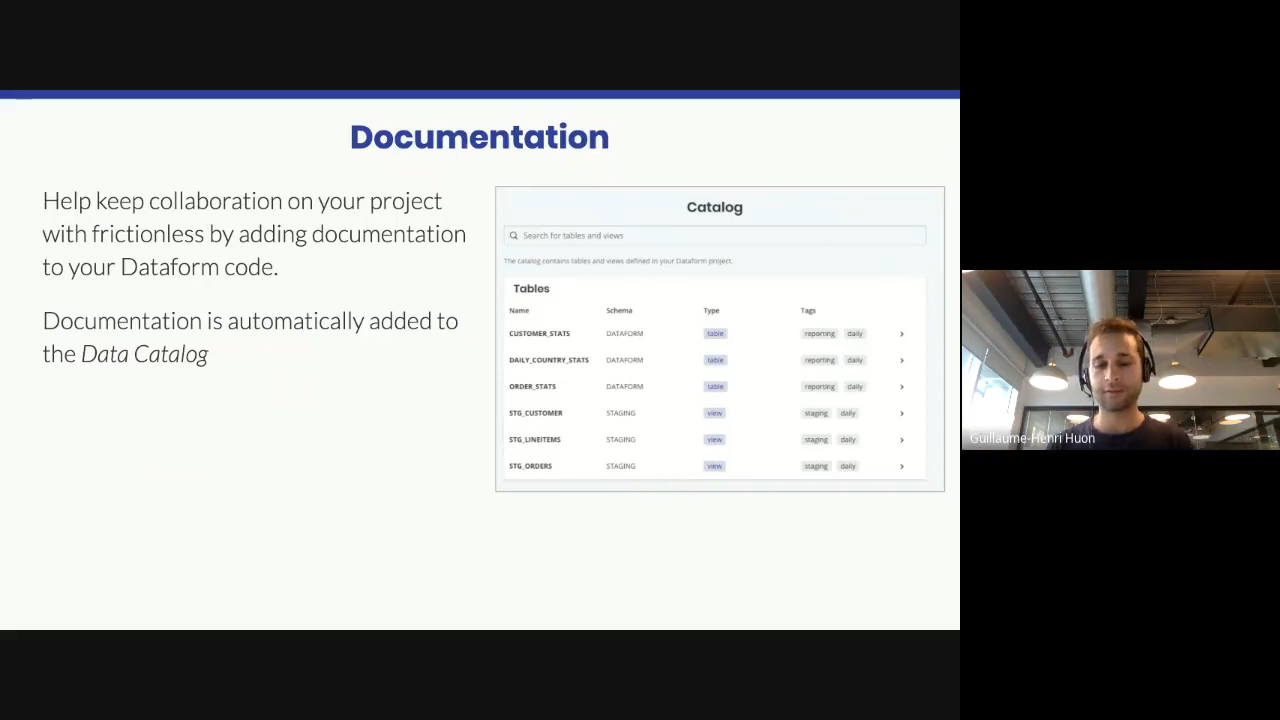 Documentation
Help keep collaboration on your project
with frictionless by adding documentation
to your Dataform code.
Documentation is automatically added to
the Data Catalog
Catalog
Search for tables and views
The catalog contains tables and views defined in your Dataform project.
Tables
Name Schema Type Tags
CUSTOMER_STATS DATAFORM table reporting daily
DAILY_COUNTRY_STATS DATAFORM table reporting daily
ORDER_STATS DATAFORM table reporting daily
STG_CUSTOMER STAGING view staging daily
STG_LINEITEMS STAGING view staging daily
STG_ORDERS STAGING view staging daily
Guillaume-Henri Huon